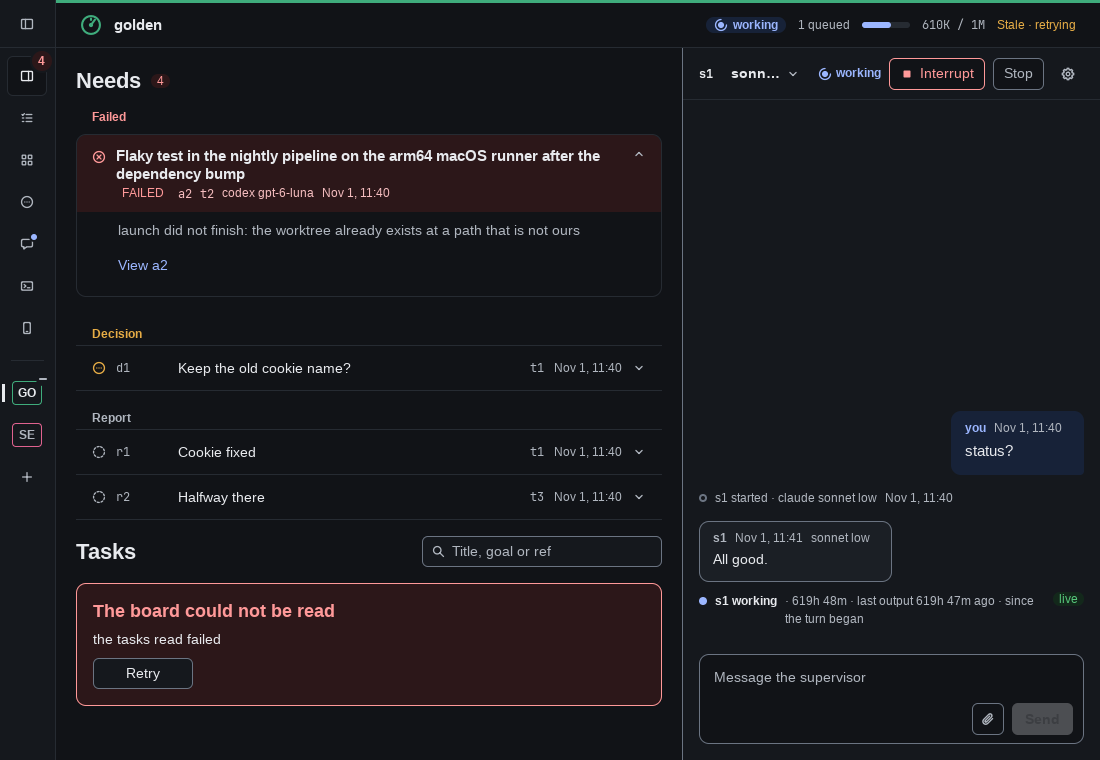 golden
working
1 queued
610K / 1M
Stale · retrying
4
GO
SE
Needs 4
Failed
Flaky test in the nightly pipeline on the arm64 macOS runner after the
dependency bump
FAILED a2 t2 codex gpt-6-luna Nov 1, 11:40
launch did not finish: the worktree already exists at a path that is not ours
View a2
Decision
d1 Keep the old cookie name? t1 Nov 1, 11:40
Report
r1 Cookie fixed t1 Nov 1, 11:40
r2 Halfway there t3 Nov 1, 11:40
Tasks
Title, goal or ref
The board could not be read
the tasks read failed
Retry
s1 sonn... working Interrupt Stop
you Nov 1, 11:40
status?
s1 started · claude sonnet low Nov 1, 11:40
s1 Nov 1, 11:41 sonnet low
All good.
s1 working · 619h 48m · last output 619h 47m ago · since
the turn began
live
Message the supervisor
Send